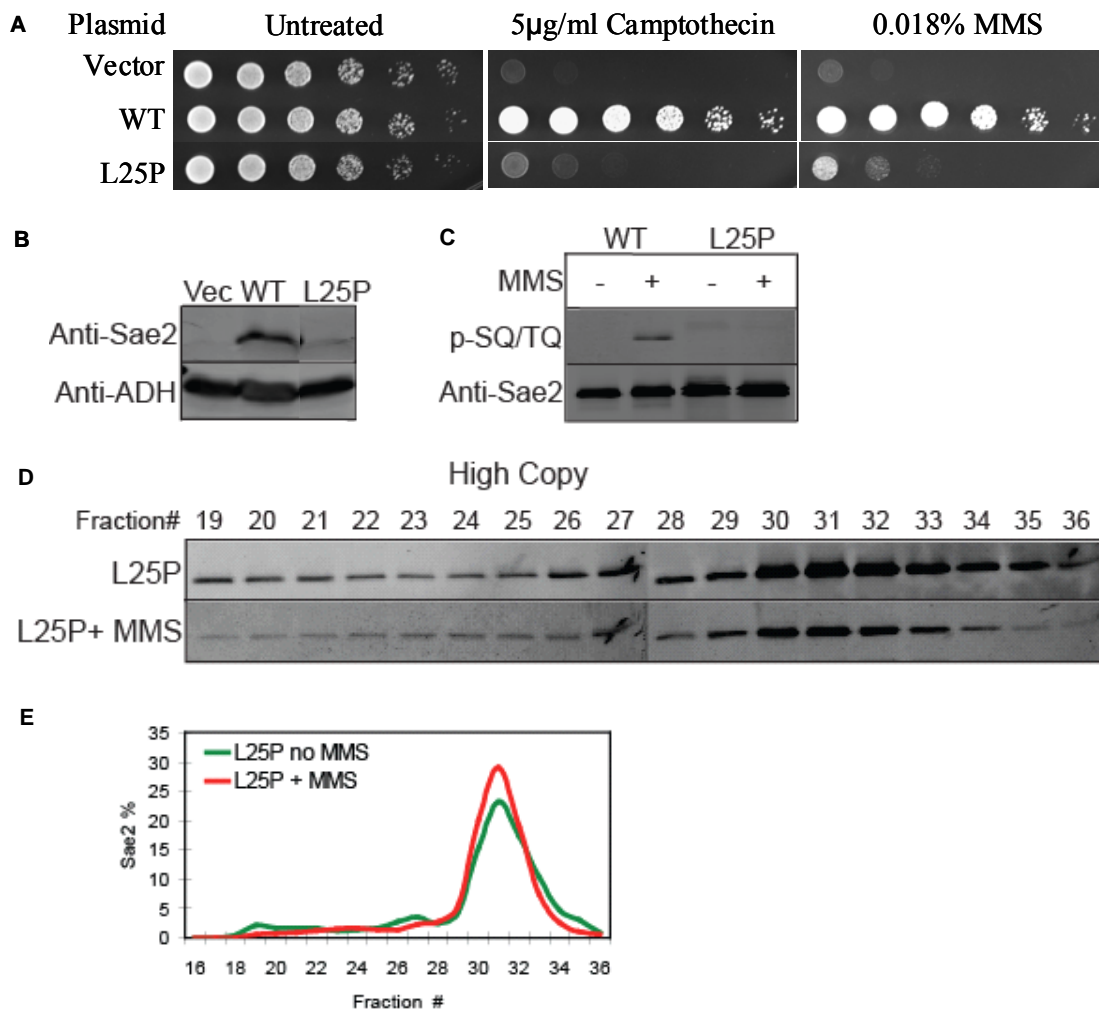 A Plasmid Untreated 5µg/ml Camptothecin 0.018% MMS
Vector
WT
L25P
B
Vec WT L25P
Anti-Sae2
Anti-ADH
C
WT L25P
MMS - + - +
p-SQ/TQ
Anti-Sae2
D
High Copy
Fraction# 19 20 21 22 23 24 25 26 27 28 29 30 31 32 33 34 35 36
L25P
L25P+ MMS
E
35
30
25
20
15
10
5
0
Sae2 %
L25P no MMS
L25P + MMS
16 18 20 22 24 26 28 30 32 34 36
Fraction #